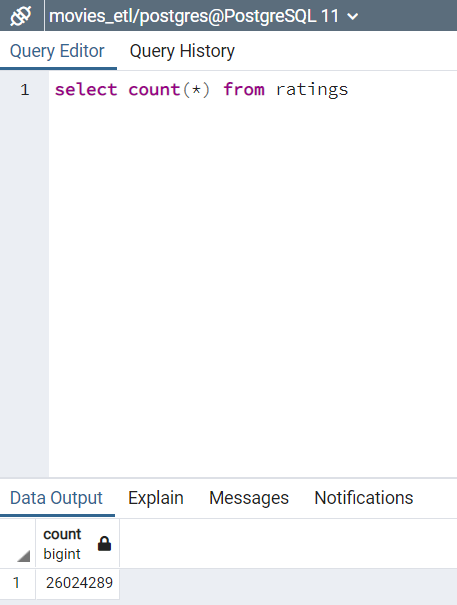 movies_etl/postgres@PostgreSQL 11
Query Editor Query History
1 select count(*) from ratings
Data Output Explain Messages Notifications
count
bigint
1 26024289